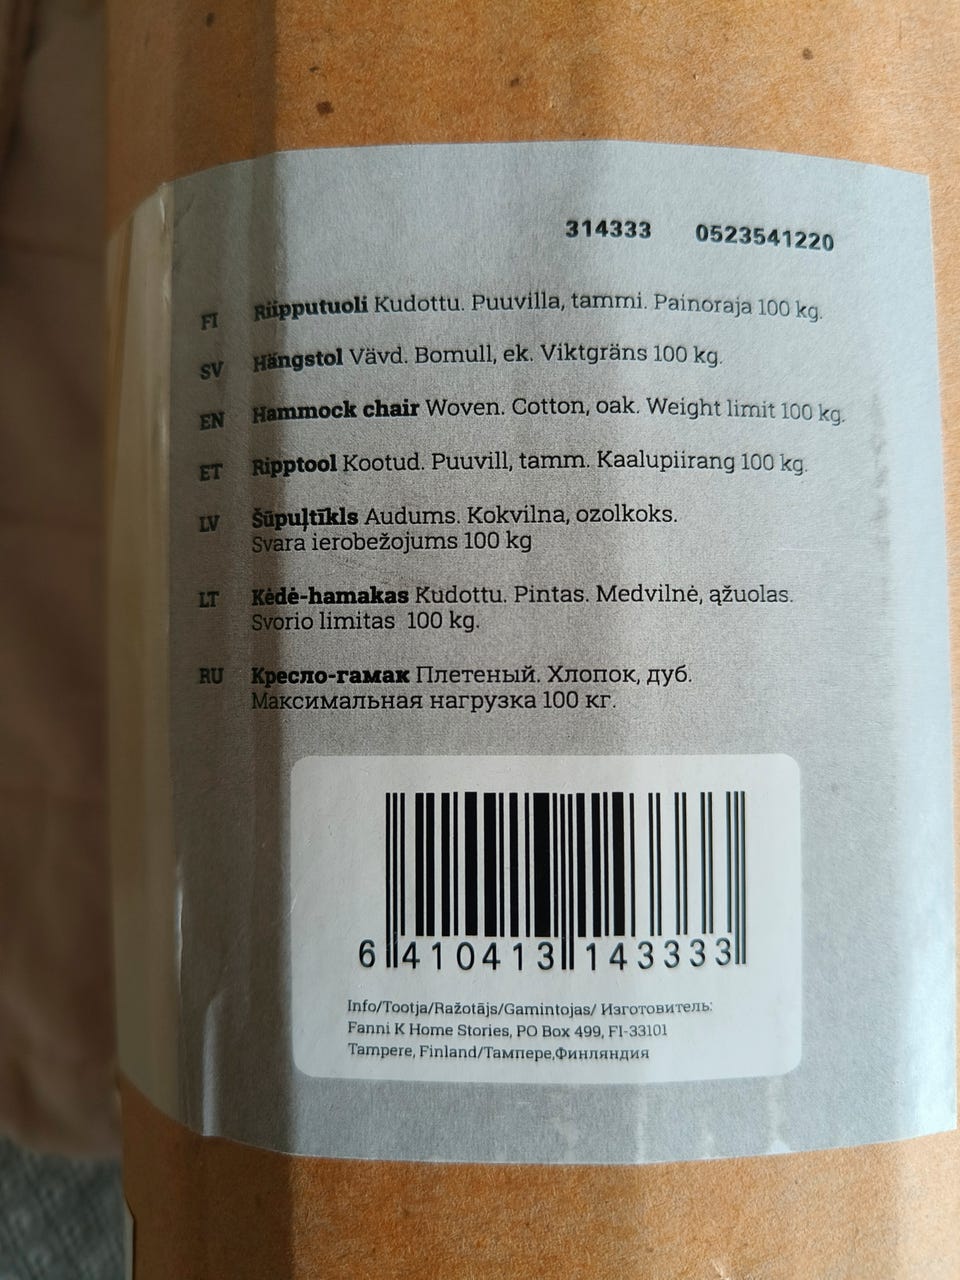 314333 0523541220
FI Riipputuoli Kudottu. Puuvilla, tammi. Painoraja 100 kg.
SV Hängstol Vävd. Bomull, ek. Viktgräns 100 kg.
EN Hammock chair Woven. Cotton, oak. Weight limit 100 kg.
ET Ripptool Kootud. Puuvill, tamm. Kaalupiirang 100 kg.
LV Šūpuļtīkls Audums. Kokvilna, ozolkoks.
Svara ierobežojums 100 kg
LT Kėdė-hamakas Kudottu. Pintas. Medvilnė, ąžuolas.
Svorio limitas 100 kg.
RU Кресло-гамак Плетеный. Хлопок, дуб.
Максимальная нагрузка 100 кг.
6 410413 143333
Info/Tootja/Ražotājs/Gamintojas/ Изготовитель:
Fanni K Home Stories, PO Box 499, FI-33101
Tampere, Finland/Тампере,Финляндия